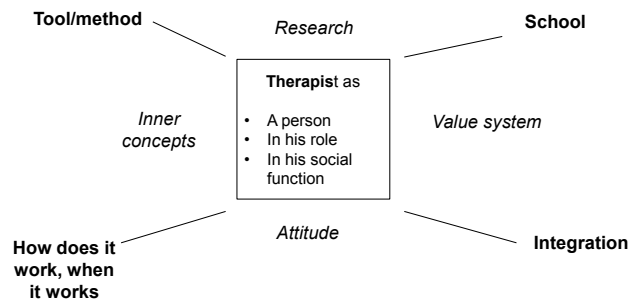 Tool/method
Research
School
Therapist as
Inner
concepts
• A person
• In his role
• In his social
function
Value system
How does it
work, when
it works
Attitude
Integration